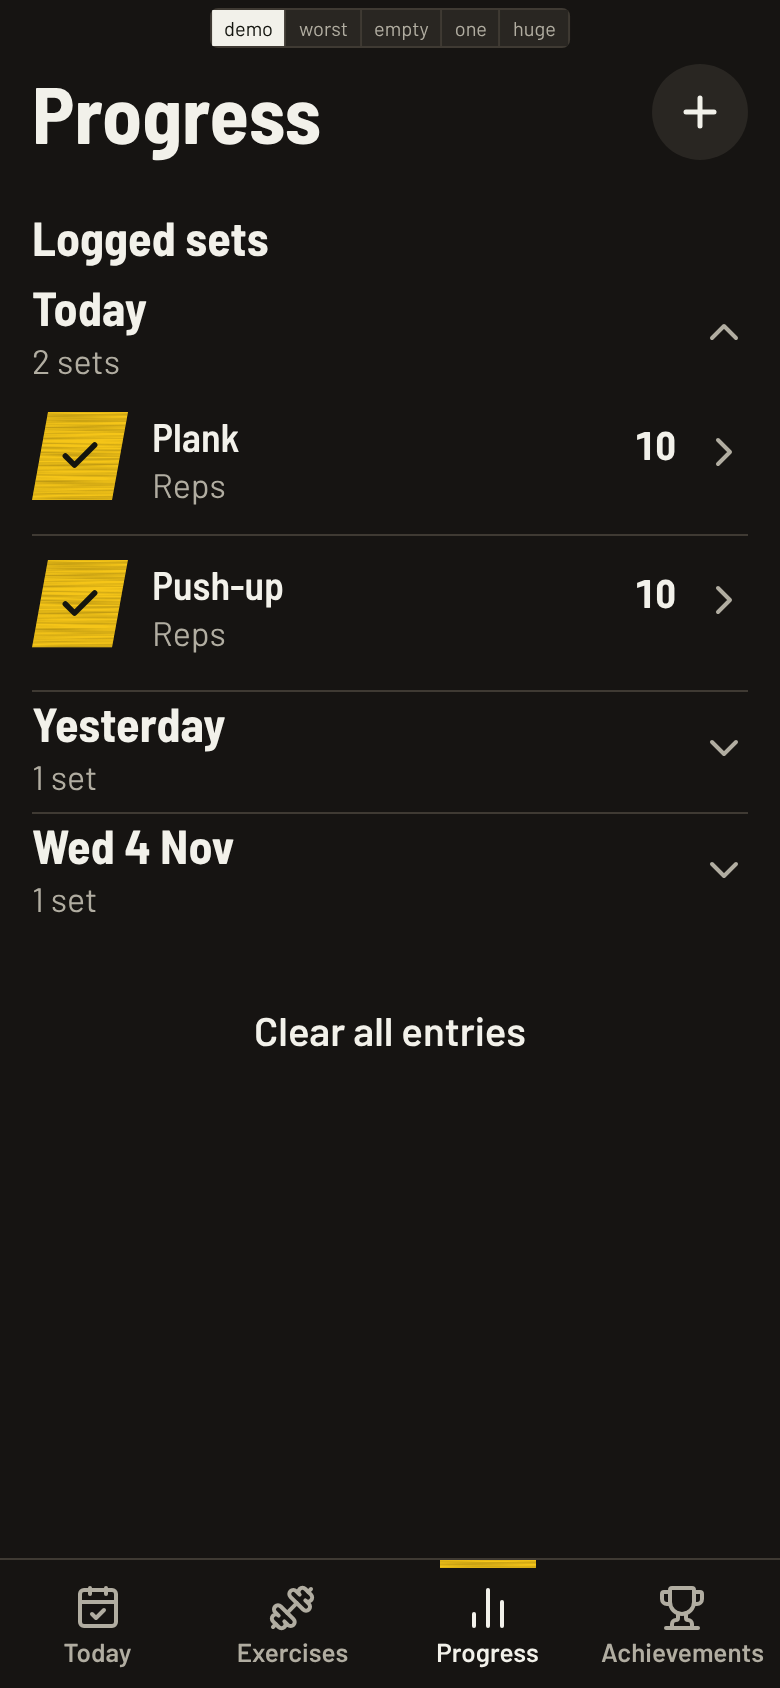 demo worst empty one huge
Progress
Logged sets
Today
2 sets
Plank 10
Reps
Push-up 10
Reps
Yesterday
1 set
Wed 4 Nov
1 set
Clear all entries
Today Exercises Progress Achievements